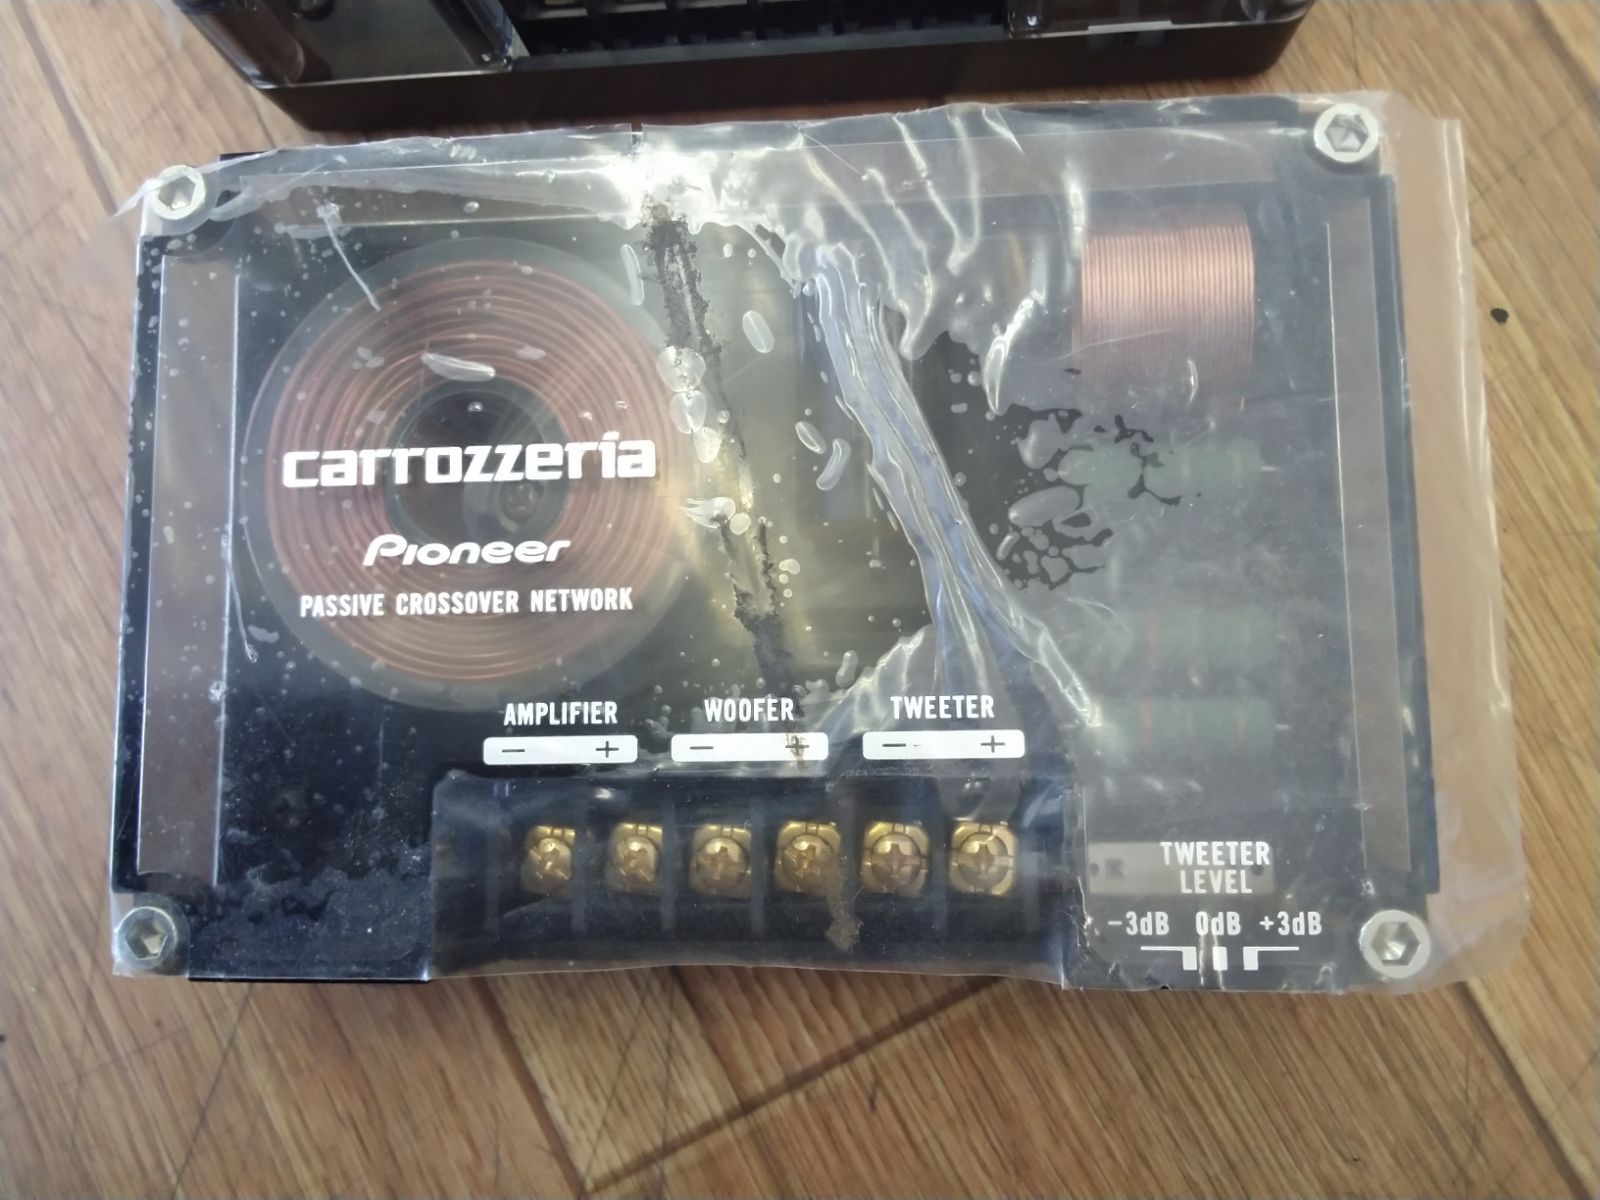 carrozzeria
Pioneer
PASSIVE CROSSOVER NETWORK
AMPLIFIER WOOFER TWEETER
− + − + − +
TWEETER
LEVEL
-3dB 0dB +3dB